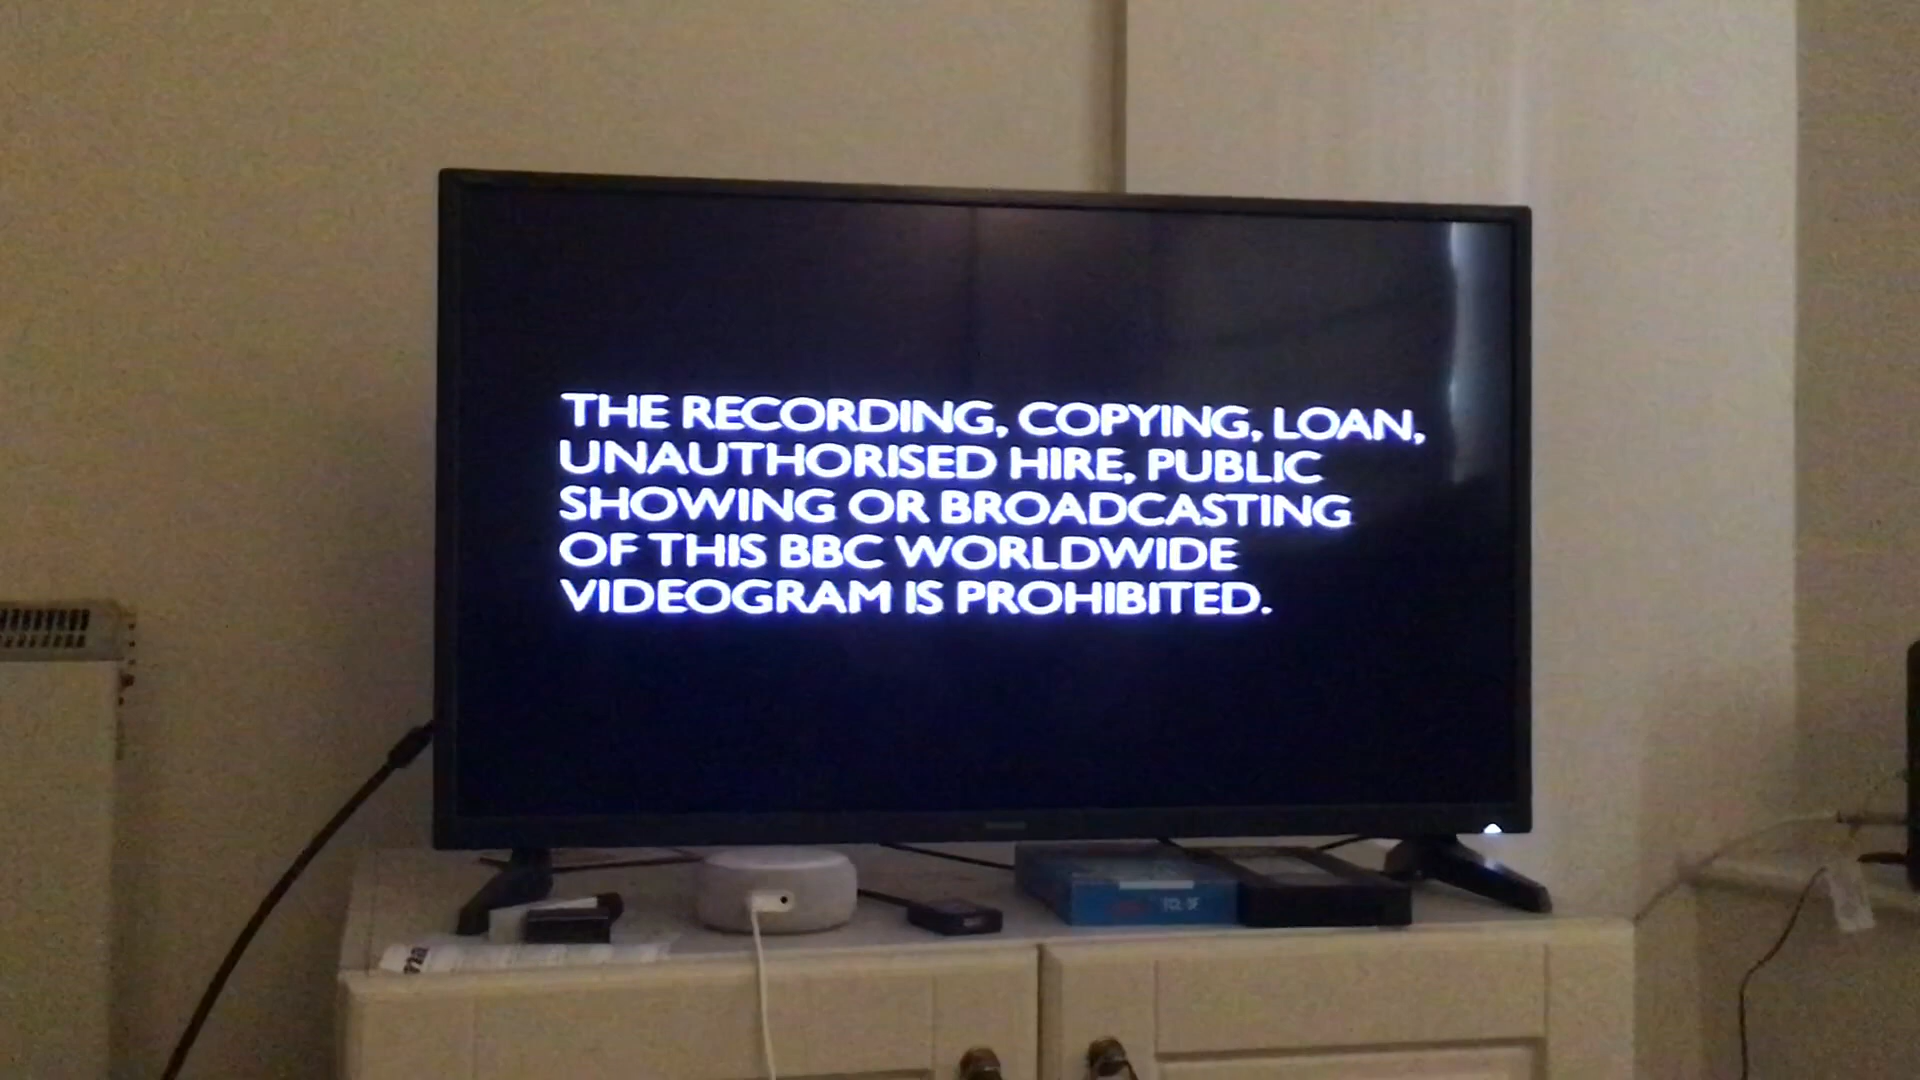 THE RECORDING, COPYING, LOAN,
UNAUTHORISED HIRE, PUBLIC
SHOWING OR BROADCASTING
OF THIS BBC WORLDWIDE
VIDEOGRAM IS PROHIBITED.